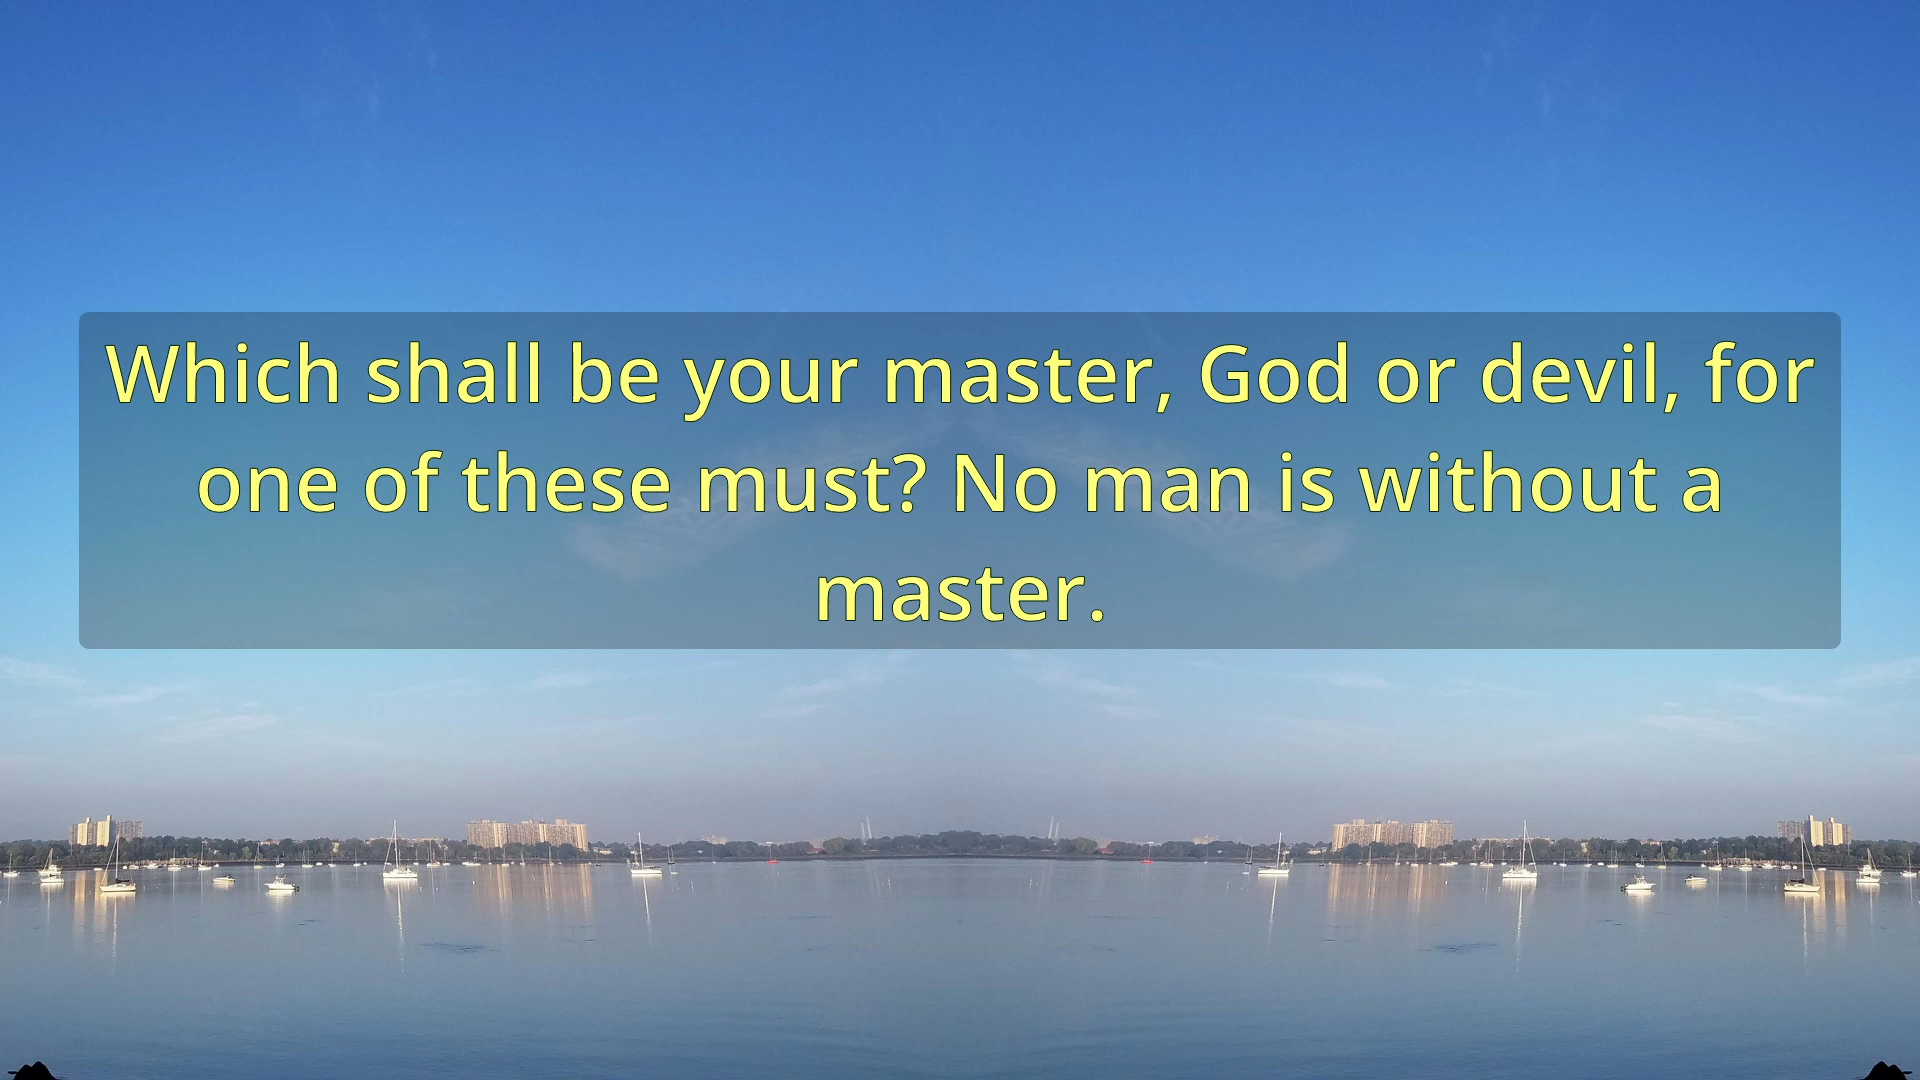 Which shall be your master, God or devil, for
one of these must? No man is without a
master.